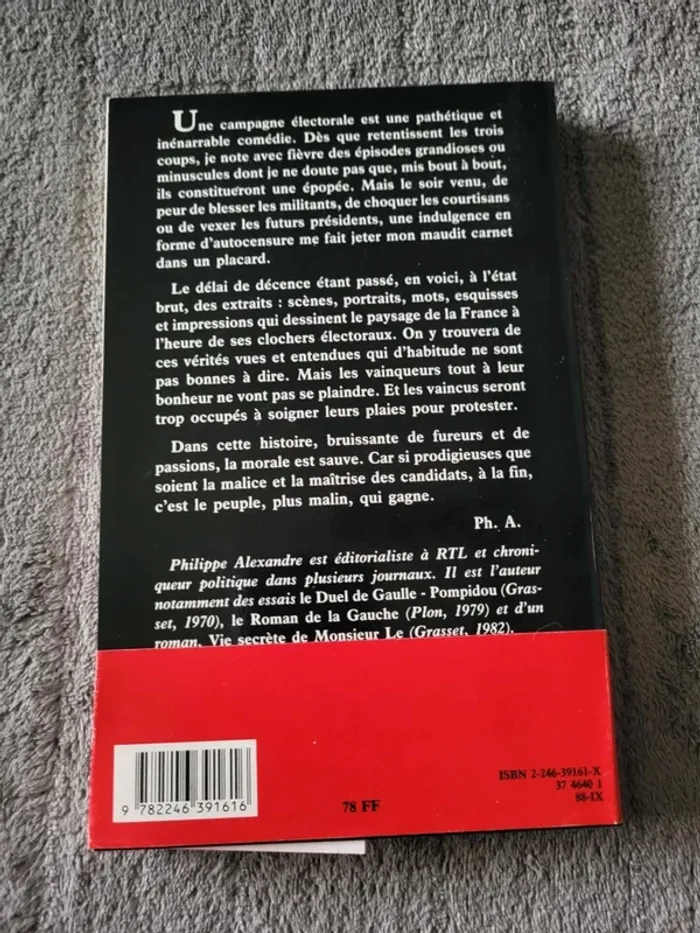 Une campagne électorale est une pathétique et
inénarrable comédie. Dès que retentissent les trois
coups, je note avec fièvre des épisodes grandioses ou
minuscules dont je ne doute pas que, mis bout à bout,
ils constitueront une épopée. Mais le soir venu, de
peur de blesser les militants, de choquer les courtisans
ou de vexer les futurs présidents, une indulgence en
forme d'autocensure me fait jeter mon maudit carnet
dans un placard.
Le délai de décence étant passé, en voici, à l'état
brut, des extraits : scènes, portraits, mots, esquisses
et impressions qui dessinent le paysage de la France à
l'heure de ses clochers électoraux. On y trouvera de
ces vérités vues et entendues qui d'habitude ne sont
pas bonnes à dire. Mais les vainqueurs tout à leur
bonheur ne vont pas se plaindre. Et les vaincus seront
trop occupés à soigner leurs plaies pour protester.
Dans cette histoire, bruissante de fureurs et de
passions, la morale est sauve. Car si prodigieuses que
soient la malice et la maîtrise des candidats, à la fin,
c'est le peuple, plus malin, qui gagne.
Ph. A.
Philippe Alexandre est éditorialiste à RTL et chroni-
queur politique dans plusieurs journaux. Il est l'auteur
notamment des essais le Duel de Gaulle - Pompidou (Gras-
set, 1970), le Roman de la Gauche (Plon, 1979) et d'un
roman, Vie secrète de Monsieur Le (Grasset, 1982).
ISBN 2-246-39161-X
37 4640 1
88-IX
9 782246 391616
78 FF